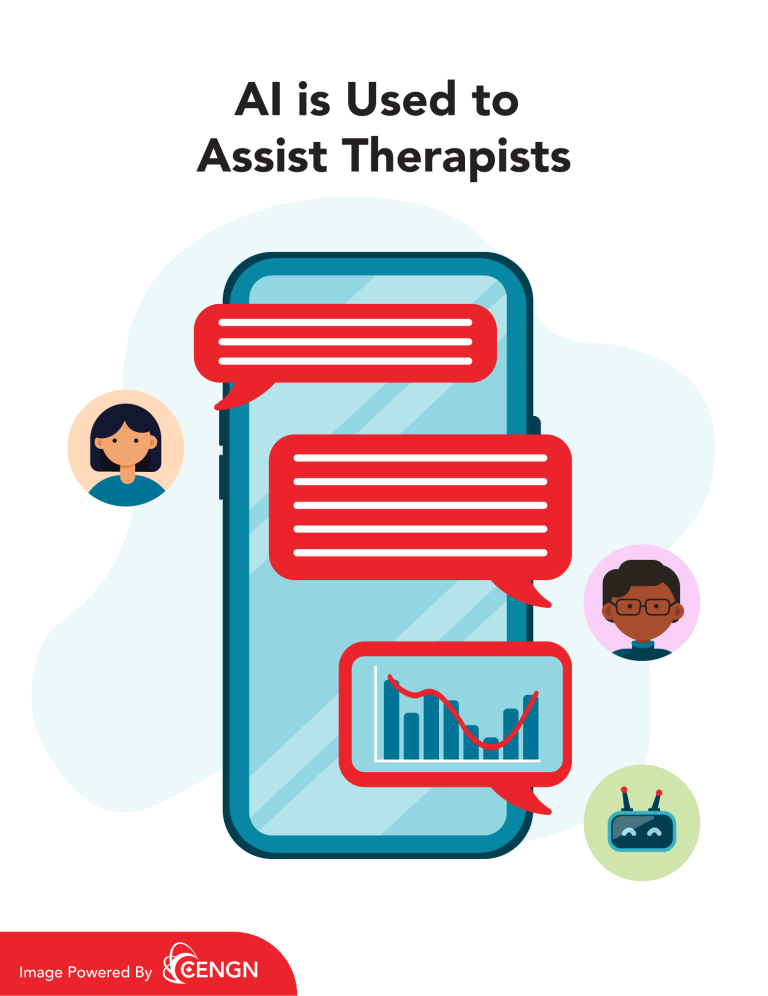 AI is Used to
Assist Therapists
Image Powered By CENGN